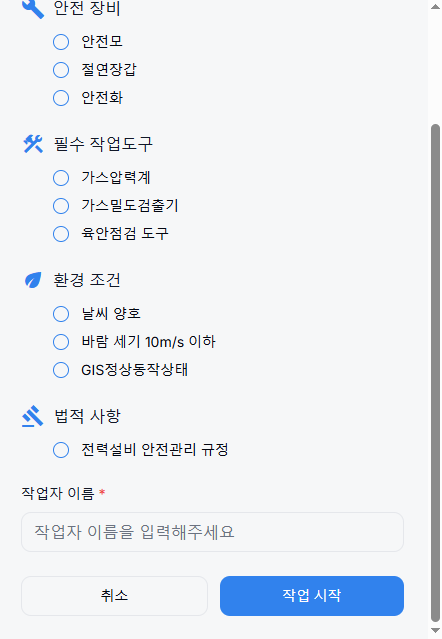 안전 장비
안전모
절연장갑
안전화
필수 작업도구
가스압력계
가스밀도검출기
육안점검 도구
환경 조건
날씨 양호
바람 세기 10m/s 이하
GIS정상동작상태
법적 사항
전력설비 안전관리 규정
작업자 이름 *
작업자 이름을 입력해주세요
취소 작업 시작